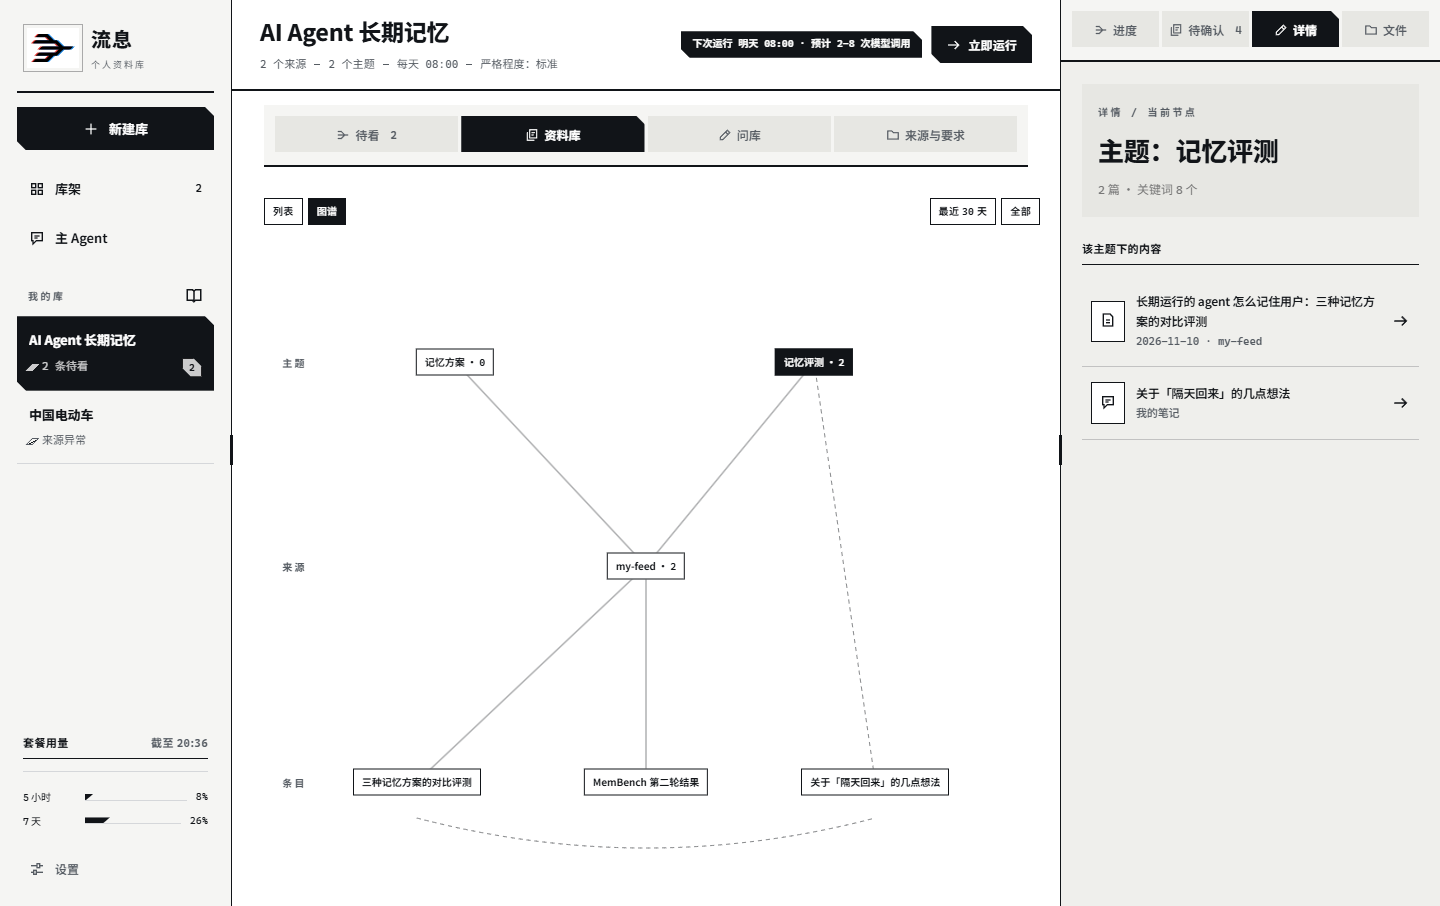 流息
个人资料库
新建库
库架 2
主 Agent
我的库
AI Agent 长期记忆
2 条待看 2
中国电动车
来源异常
套餐用量 截至 20:36
5 小时 8%
7 天 26%
设置
AI Agent 长期记忆
2 个来源 — 2 个主题 — 每天 08:00 — 严格程度: 标准
下次运行 明天 08:00 · 预计 2–8 次模型调用
立即运行
待看 2
资料库
问库
来源与要求
列表
图谱
最近 30 天
全部
主题
记忆方案 · 0
记忆评测 · 2
来源
my-feed · 2
条目
三种记忆方案的对比评测
MemBench 第二轮结果
关于「隔天回来」的几点想法
进度
待确认 4
详情
文件
详情 / 当前节点
主题：记忆评测
2 篇 · 关键词 8 个
该主题下的内容
长期运行的 agent 怎么记住用户：三种记忆方
案的对比评测
2026-11-10 · my-feed
关于「隔天回来」的几点想法
我的笔记